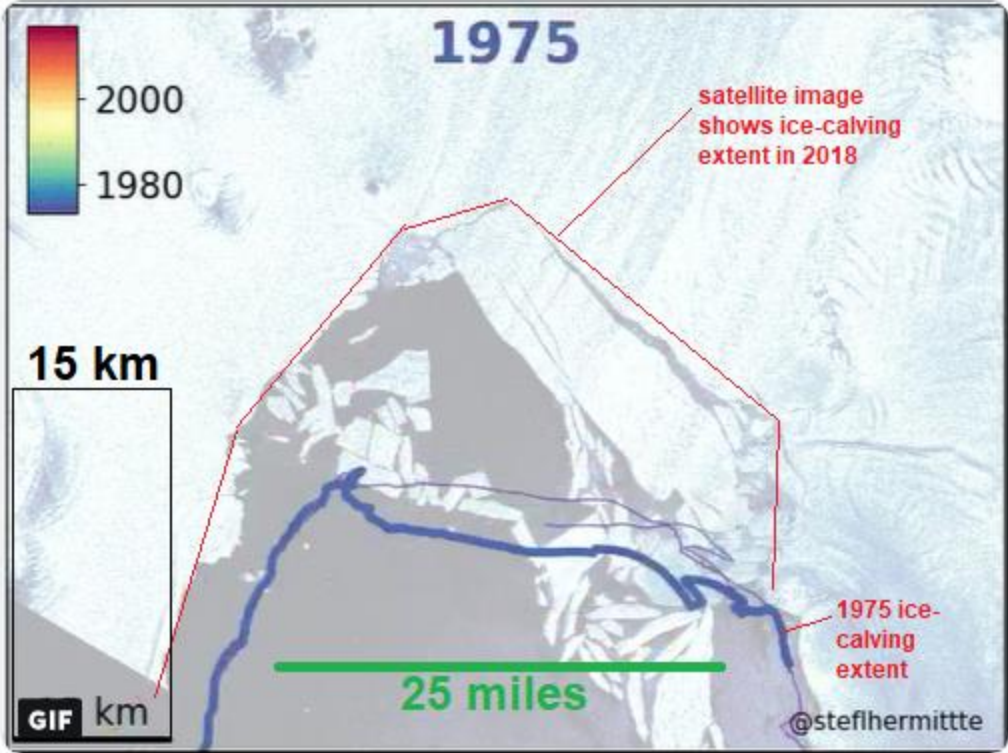 1975
2000
1980
satellite image
shows ice-calving
extent in 2018
15 km
1975 ice-
calving
extent
25 miles
GIF km
@steflhermittte